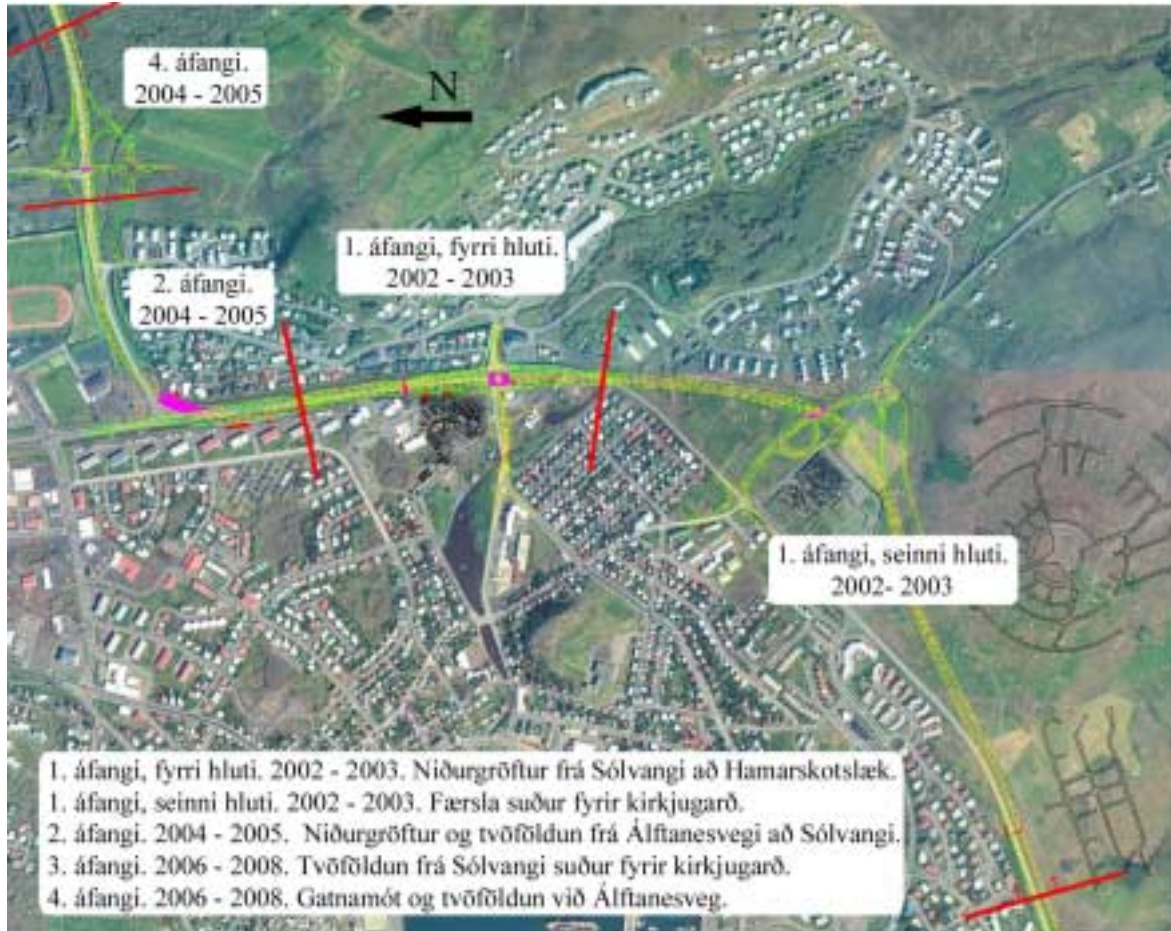 4. áfangi.
2004 - 2005
N
1. áfangi, fyrri hluti.
2002 - 2003
2. áfangi.
2004 - 2005
1. áfangi, seinni hluti.
2002- 2003
1. áfangi, fyrri hluti. 2002 - 2003. Niðurgröftur frá Sólvangi að Hamarskotslæk.
1. áfangi, seinni hluti. 2002 - 2003. Færsla suður fyrir kirkjugarð.
2. áfangi. 2004 - 2005. Niðurgröftur og tvöföldun frá Álftanesvegi að Sólvangi.
3. áfangi. 2006 - 2008. Tvöföldun frá Sólvangi suður fyrir kirkjugarð.
4. áfangi. 2006 - 2008. Gatnamót og tvöföldun við Álftanesveg.